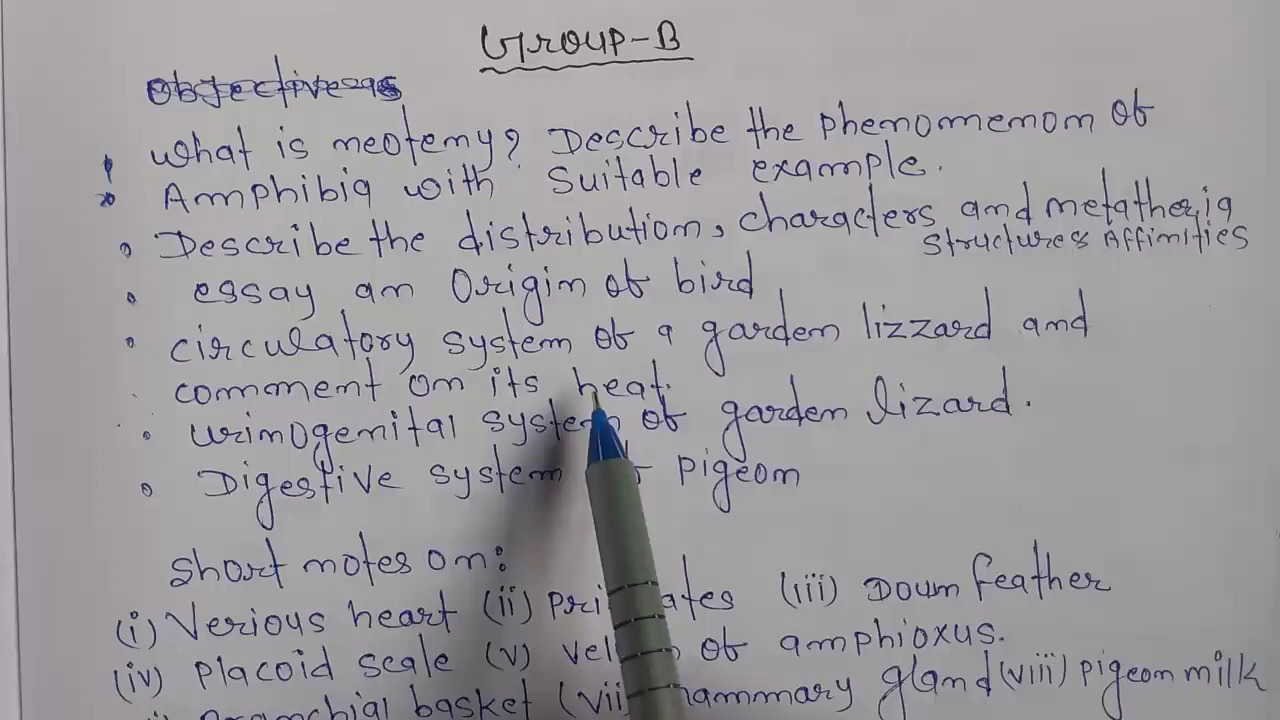 Group-B
Objectives
What is neoteny? Describe the phenomenon of
Amphibia with suitable example.
Describe the distribution, characters and metatheria
structures Affinities
essay an Origin of bird
circulatory system of a garden lizzard and
comment on its heat.
urinogenital system of garden lizard.
Digestive system pigeon
Short notes on:
(i) Verious heart (ii) (iii) Doun feather
(iv) Placoid scale (v) of amphioxus.
basket (vii) gland (viii) pigeon milk